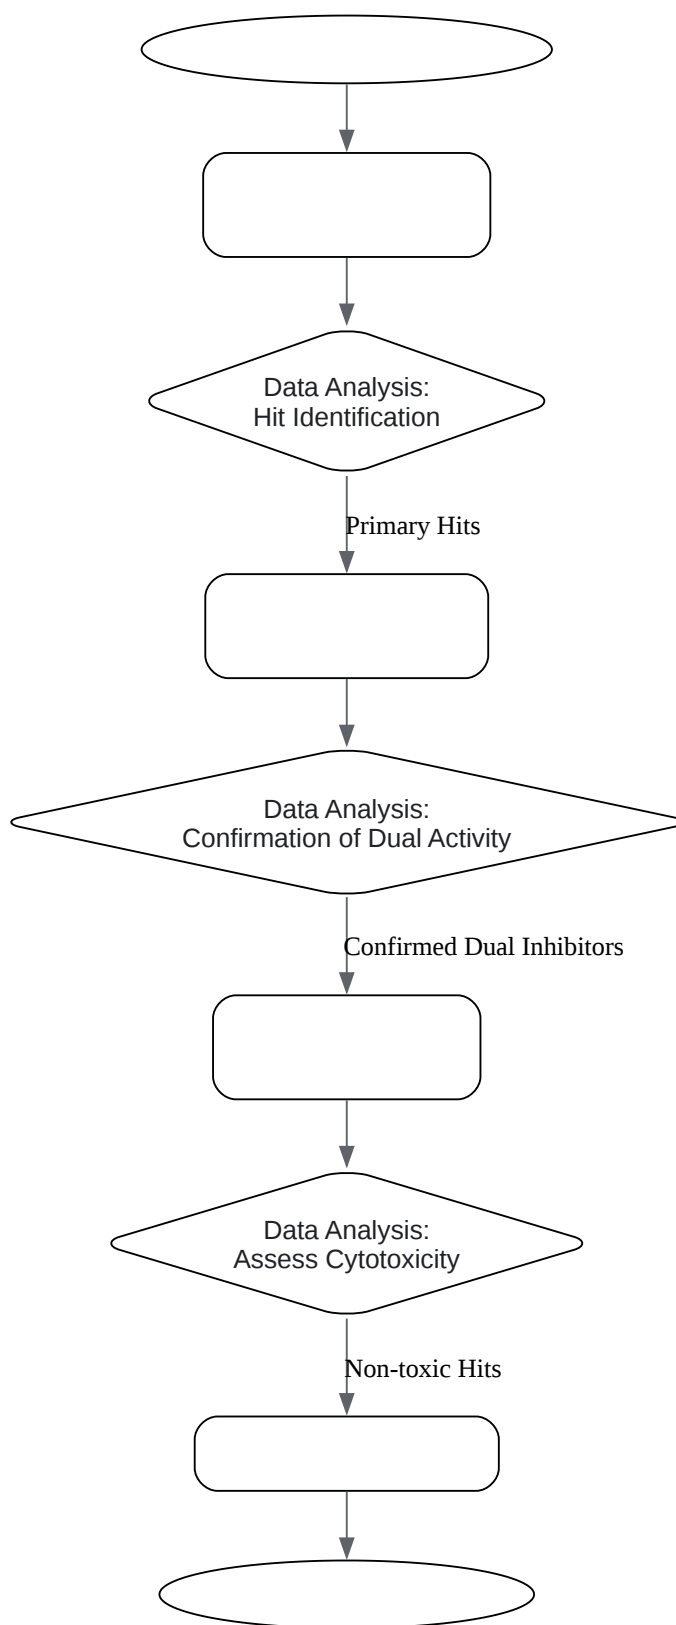 Data Analysis:
Hit Identification
Primary Hits
Data Analysis:
Confirmation of Dual Activity
Confirmed Dual Inhibitors
Data Analysis:
Assess Cytotoxicity
Non-toxic Hits